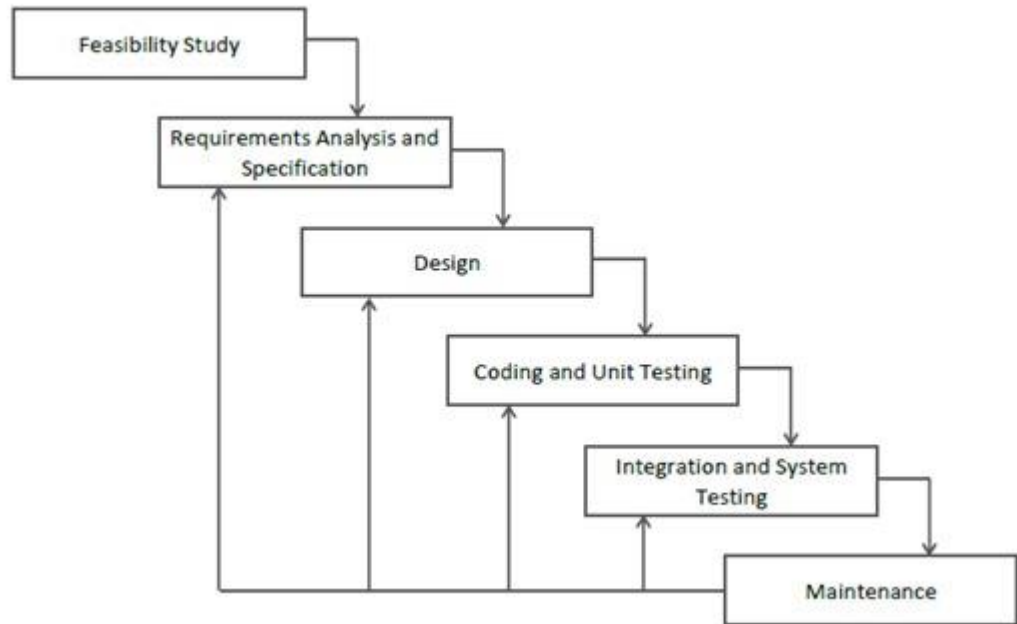 Feasibility Study
Requirements Analysis and
Specification
Design
Coding and Unit Testing
Integration and System
Testing
Maintenance